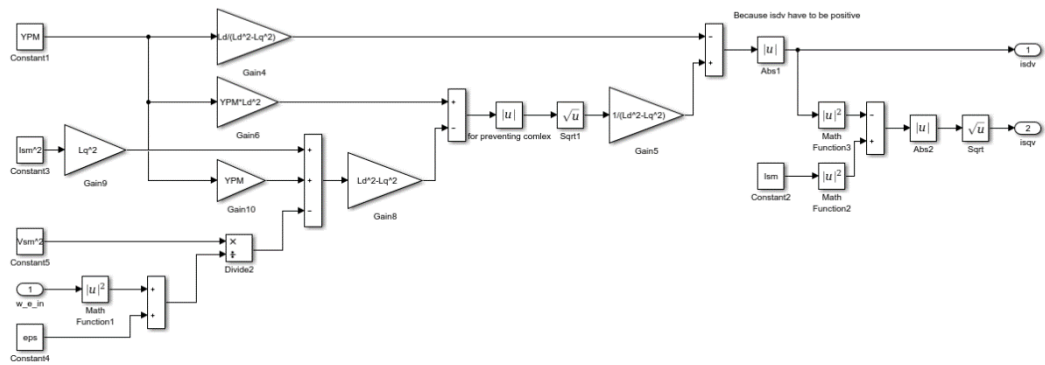 Because isdv have to be positive
YPM
Constant1
Ld/(Ld^2-Lq^2)
Gain4
|u|
Abs1
1
isdv
YPM*Ld^2
Gain6
|u|
for preventing comlex
√u
Sqrt1
1/(Ld^2-Lq^2)
Gain5
|u|²
Math
Function3
|u|
Abs2
√u
Sqrt
2
isqv
Ism^2
Constant3
Lq^2
Gain9
YPM
Gain10
Ld^2-Lq^2
Gain8
Ism
Constant2
|u|²
Math
Function2
Vsm^2
Constant5
Divide2
1
w_e_in
|u|²
Math
Function1
eps
Constant4